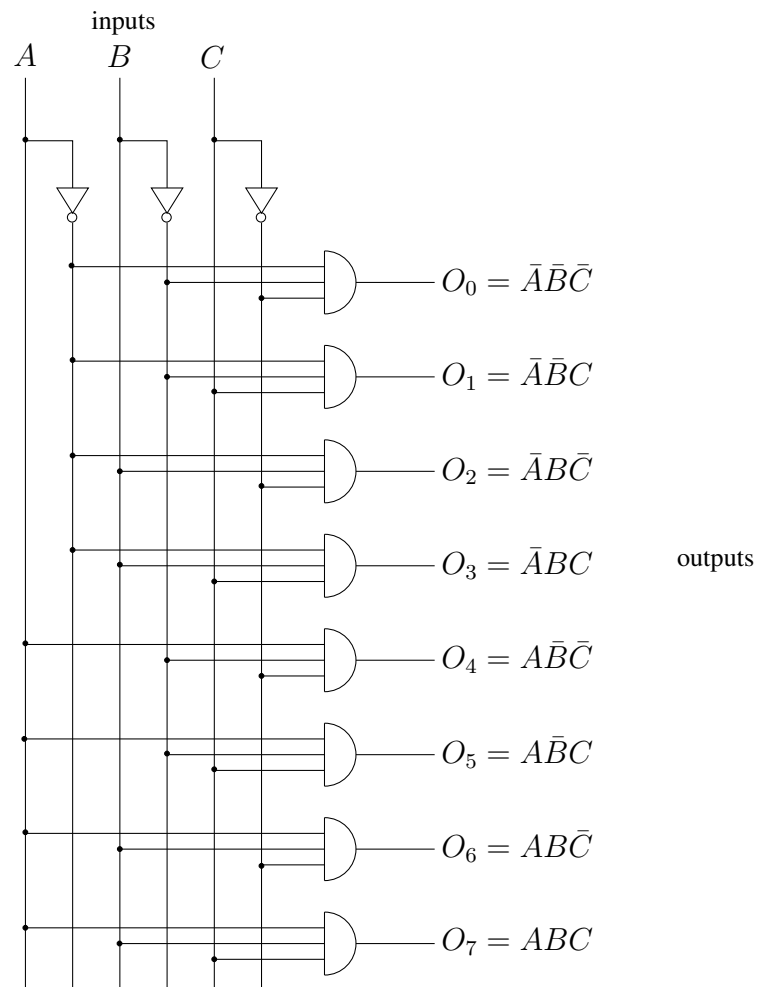 inputs
A B C
O₀ = ĀB̄C̄
O₁ = ĀB̄C
O₂ = ĀBC̄
O₃ = ĀBC
outputs
O₄ = AB̄C̄
O₅ = AB̄C
O₆ = ABC̄
O₇ = ABC